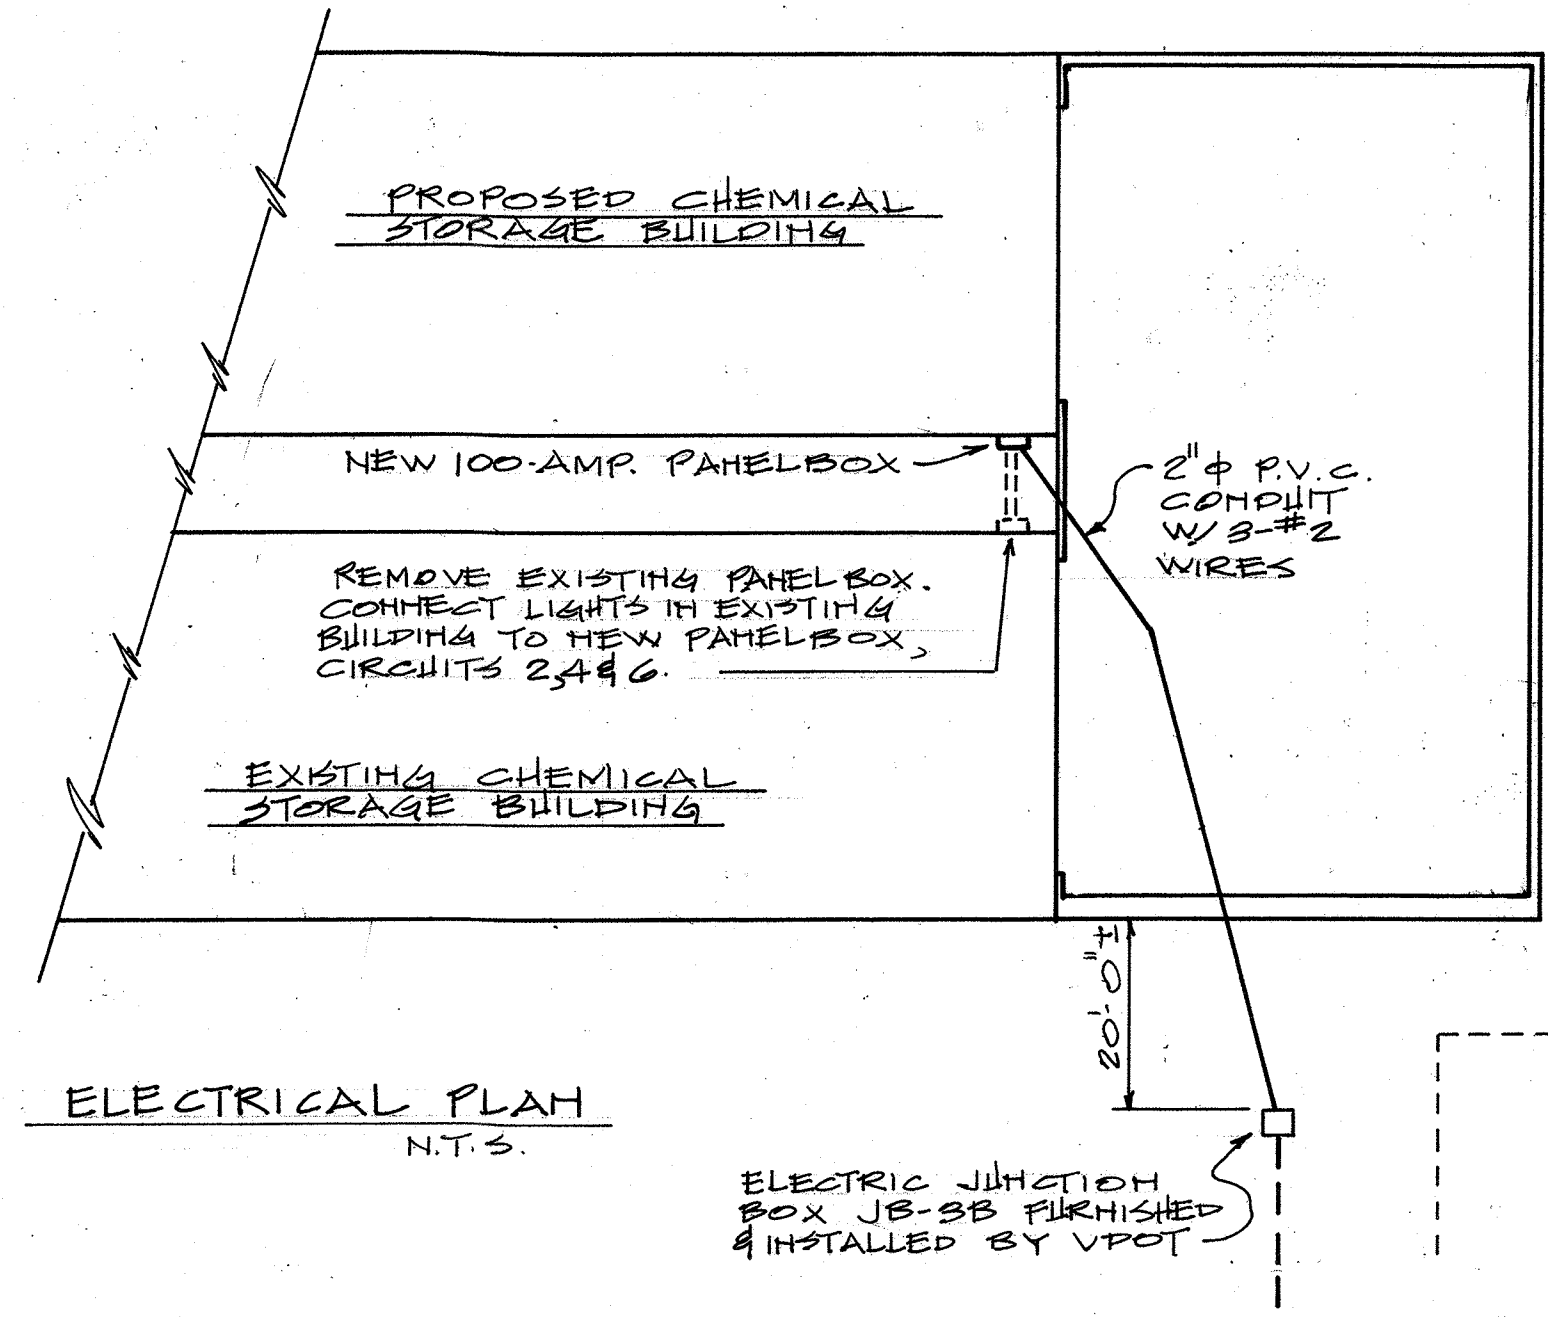 PROPOSED CHEMICAL
STORAGE BUILDING
NEW 100-AMP. PANELBOX
2"φ P.V.C.
CONDUIT
W/ 3-#2
WIRES
REMOVE EXISTING PANELBOX.
CONNECT LIGHTS IN EXISTING
BUILDING TO NEW PANELBOX,
CIRCUITS 2,4 & 6.
EXISTING CHEMICAL
STORAGE BUILDING
20'-0"±
ELECTRICAL PLAN
N.T.S.
ELECTRIC JUNCTION
BOX JB-3B FURNISHED
& INSTALLED BY VDOT